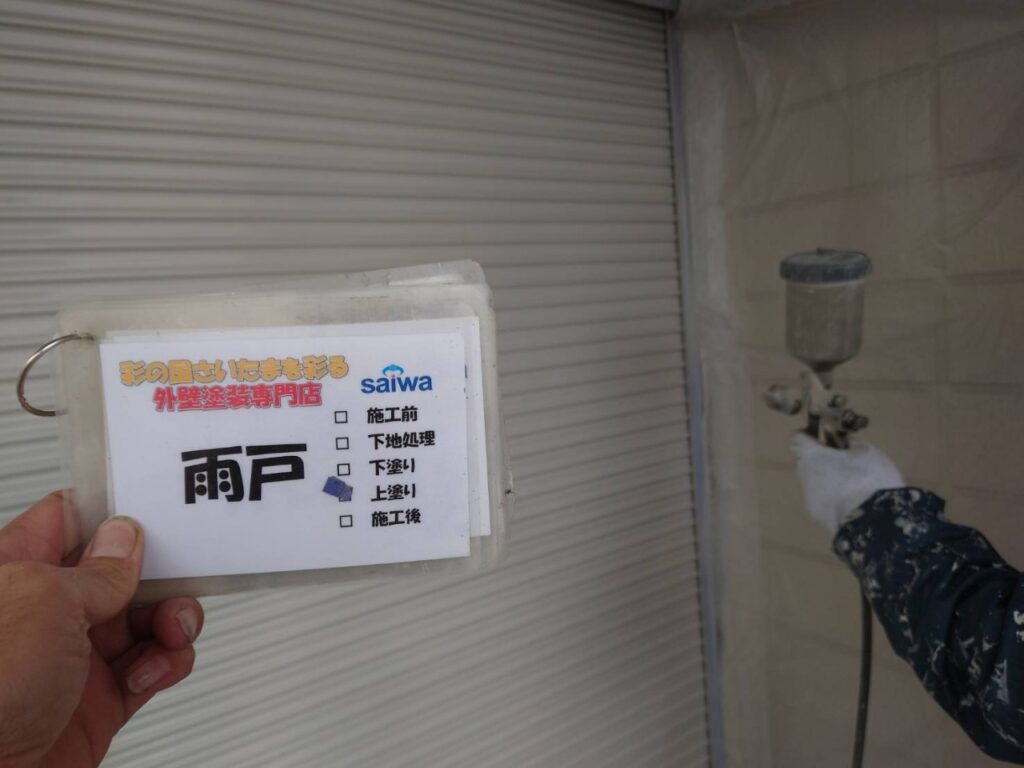 彩の国さいたまを彩る
外壁塗装専門店
saiwa
雨戸
□ 施工前
□ 下地処理
□ 下塗り
□ 上塗り
□ 施工後